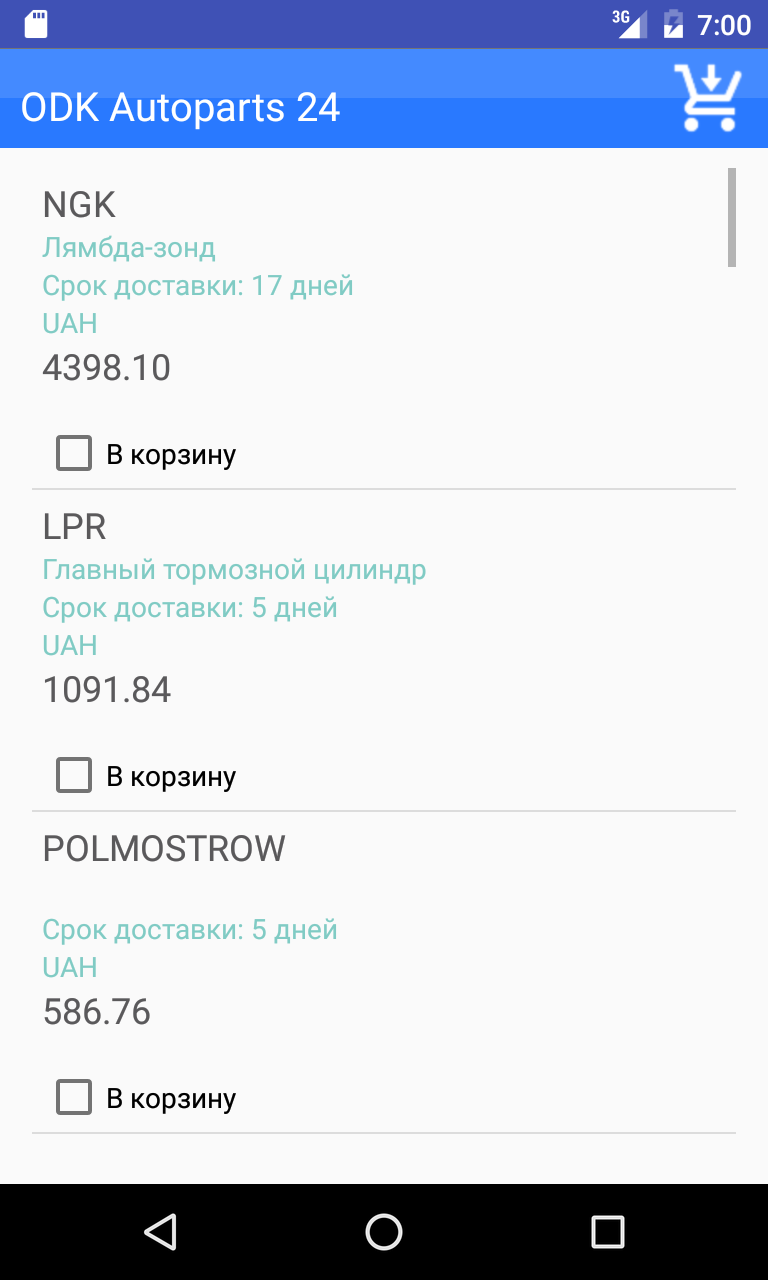 3G 7:00
ODK Autoparts 24
NGK
Лямбда-зонд
Срок доставки: 17 дней
UAH
4398.10
В корзину
LPR
Главный тормозной цилиндр
Срок доставки: 5 дней
UAH
1091.84
В корзину
POLMOSTROW
Срок доставки: 5 дней
UAH
586.76
В корзину